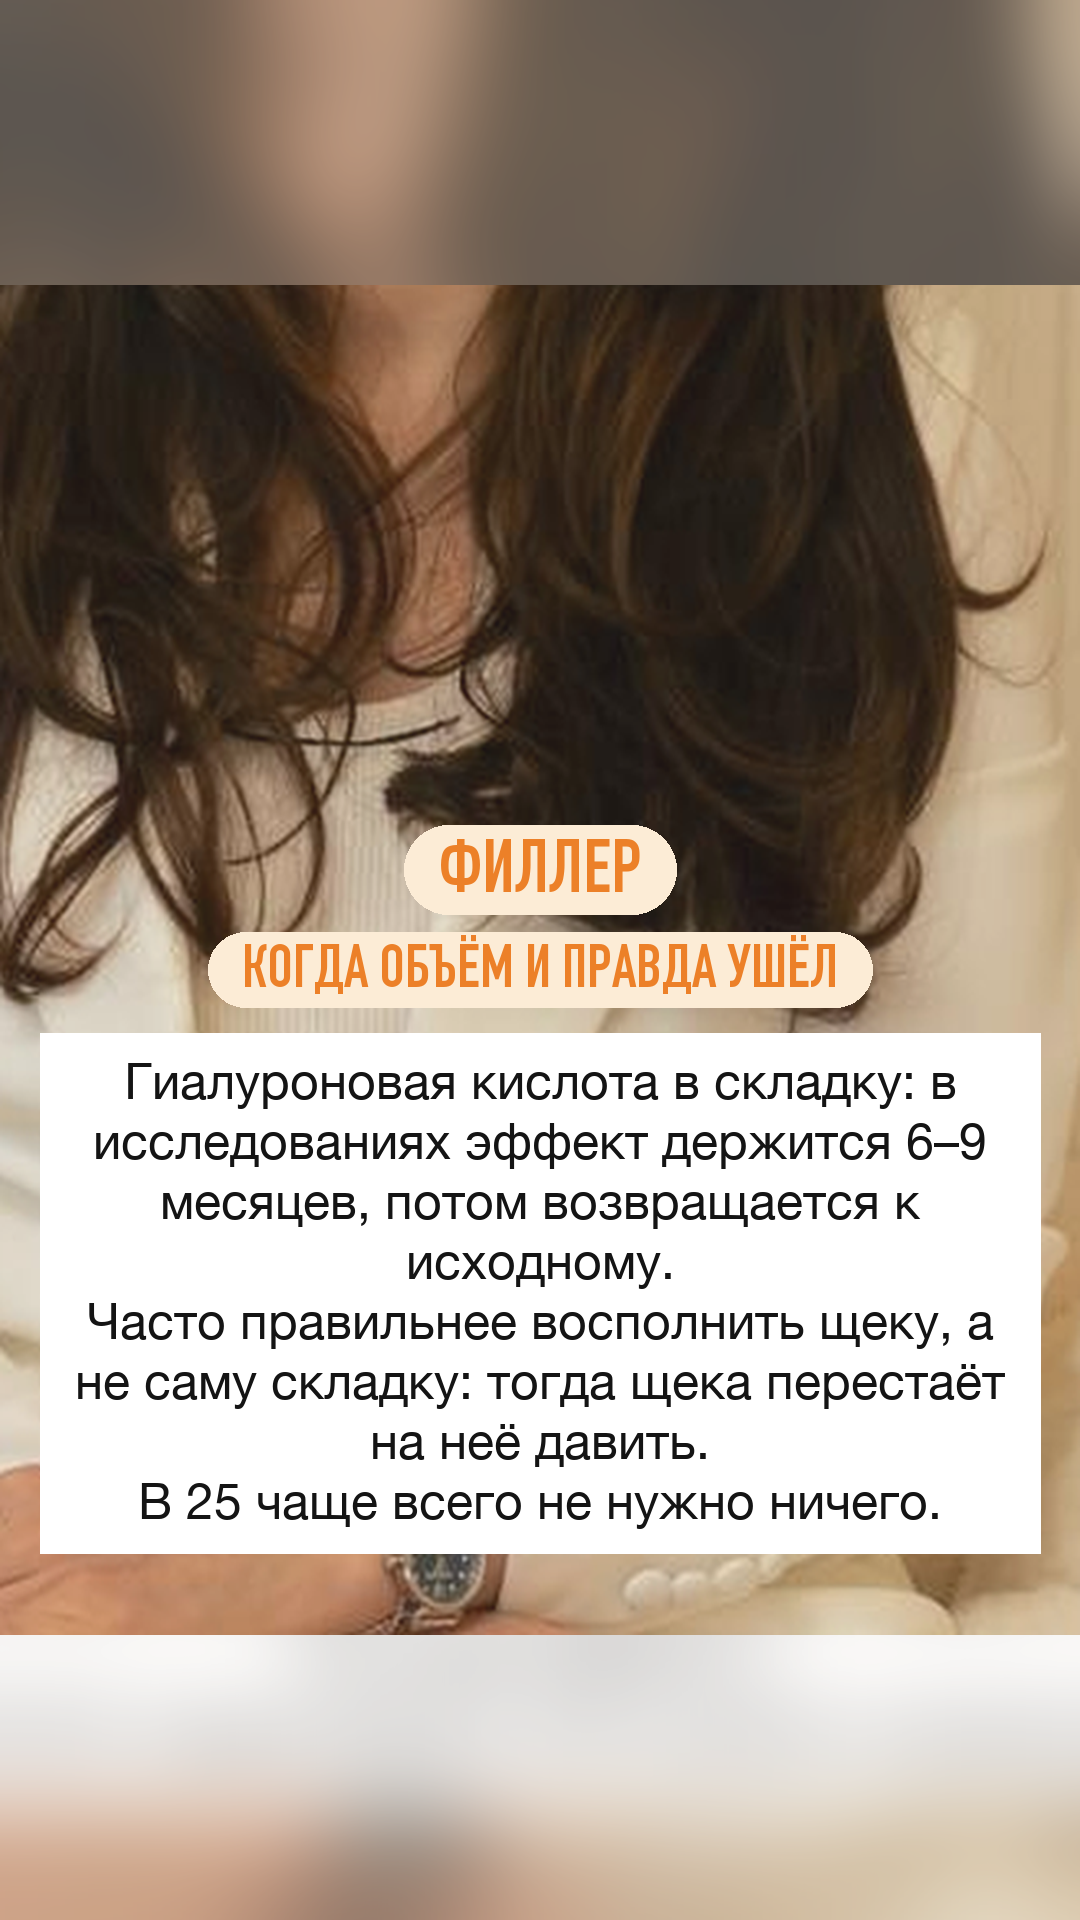 ФИЛЛЕР
КОГДА ОБЪЁМ И ПРАВДА УШЁЛ
Гиалуроновая кислота в складку: в
исследованиях эффект держится 6–9
месяцев, потом возвращается к
исходному.
Часто правильнее восполнить щеку, а
не саму складку: тогда щека перестаёт
на неё давить.
В 25 чаще всего не нужно ничего.